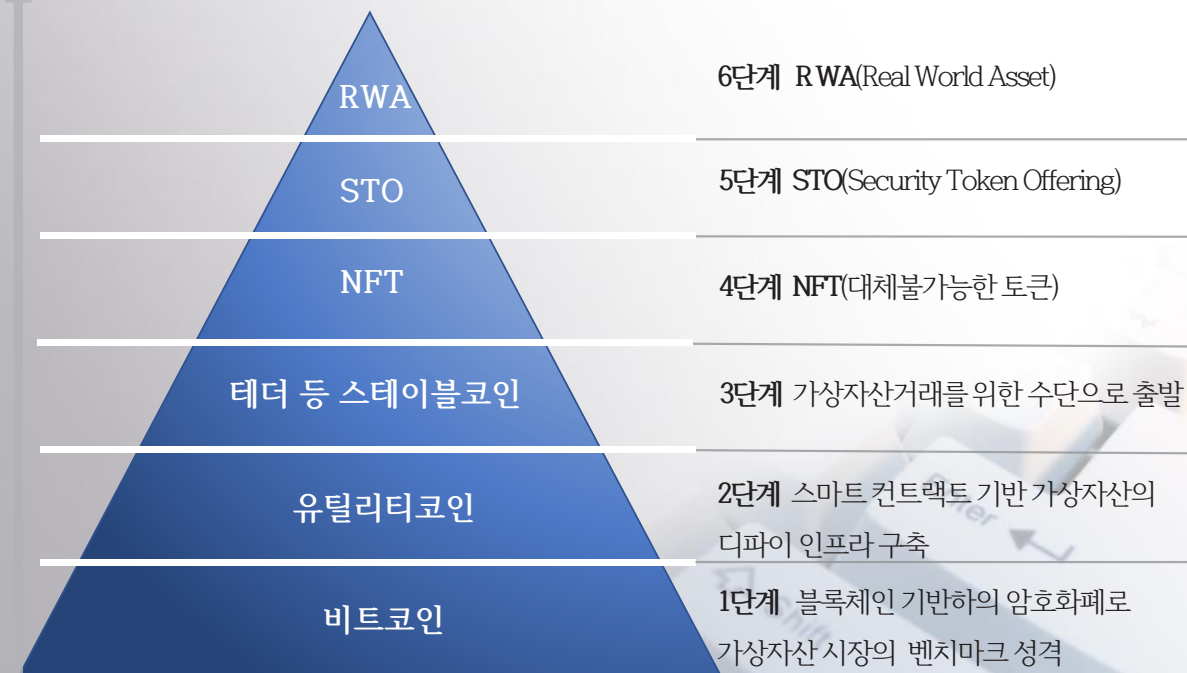 RWA
6단계 RWA(Real World Asset)
STO
5단계 STO(Security Token Offering)
NFT
4단계 NFT(대체불가능한 토큰)
테더 등 스테이블코인
3단계 가상자산거래를 위한 수단으로 출발
유틸리티코인
2단계 스마트 컨트랙트 기반 가상자산의
디파이 인프라 구축
Enter
비트코인
1단계 블록체인 기반하의 암호화폐로
가상자산 시장의 벤치마크 성격
Shift